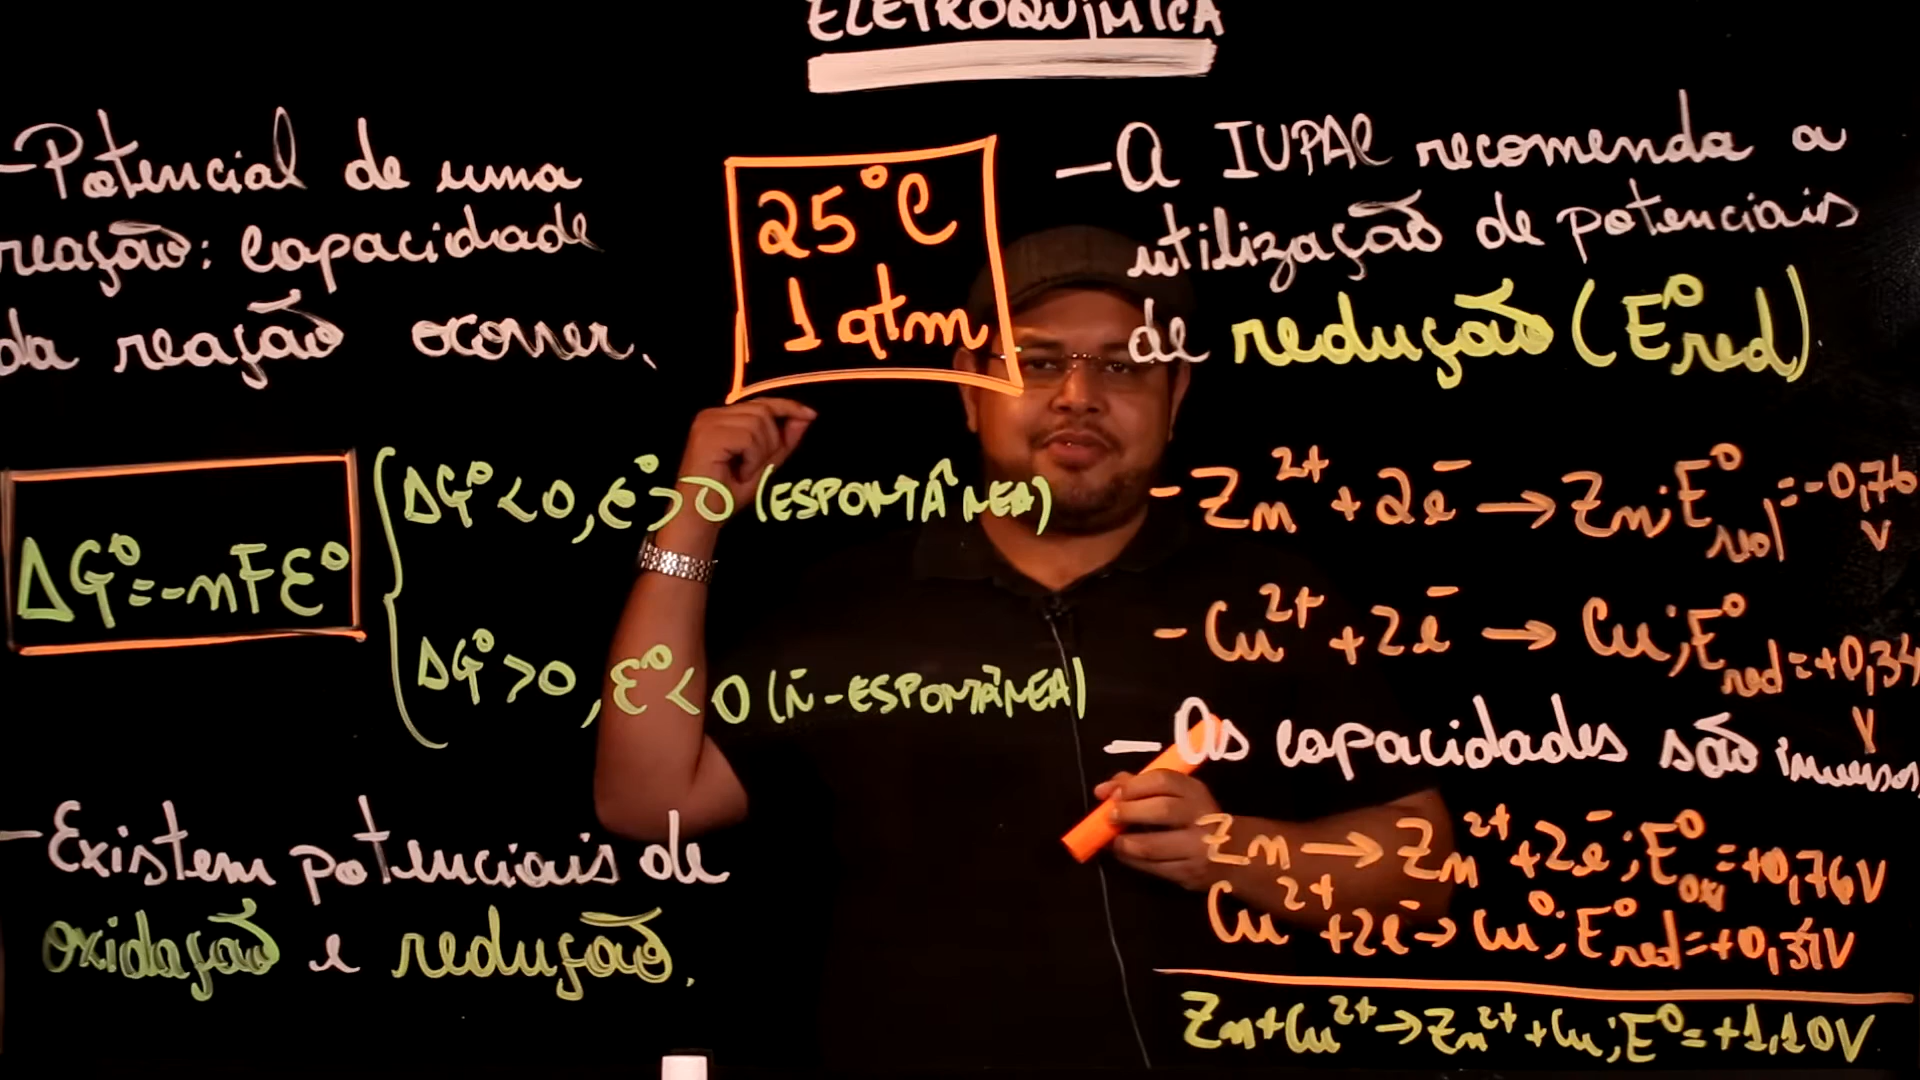 ELETROQUÍMICA
- Potencial de uma
reação: capacidade
da reação ocorrer.
25°C
1 atm
ΔG° = -nFE°
ΔG° < 0, E° > 0 (ESPONTÂNEA)
ΔG° > 0, E° < 0 (Ñ-ESPONTÂNEA)
- Existem potenciais de
oxidação e redução.
- A IUPAC recomenda a
utilização de potenciais
de redução (E°red)
- Zn²⁺ + 2e⁻ → Zn; E°red = -0,76
V
- Cu²⁺ + 2e⁻ → Cu; E°red = +0,34
V
- As capacidades são inversas
Zn → Zn²⁺ + 2e⁻; E°oxi = +0,76V
Cu²⁺ + 2e⁻ → Cu°; E°red = +0,34V
Zn + Cu²⁺ → Zn²⁺ + Cu; E° = +1,10V